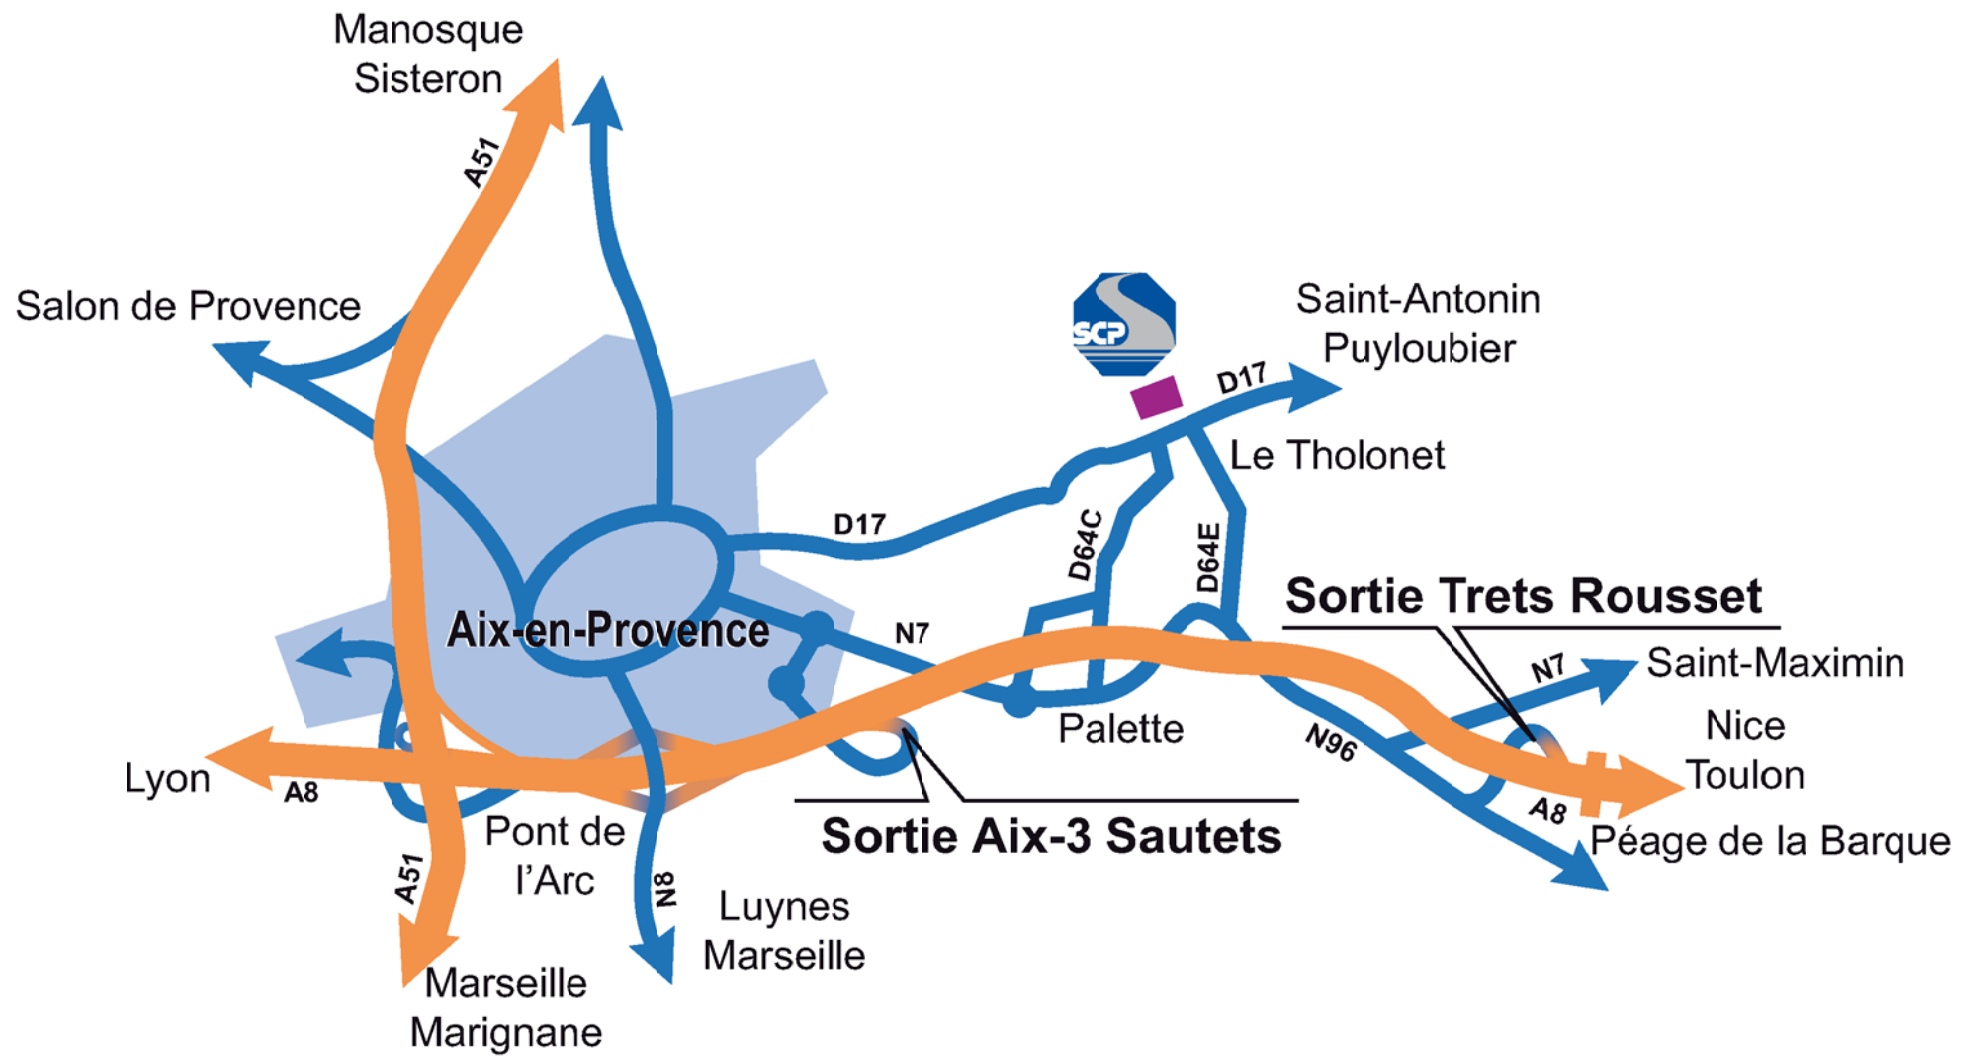 Manosque
Sisteron
A51
Salon de Provence
SCP
Saint-Antonin
Puyloubier
D17
Le Tholonet
D17
D64C
D64E
Sortie Trets Rousset
Aix-en-Provence
N7
N7
Saint-Maximin
Nice
Toulon
Palette
N96
Lyon
A8
A8
Pont de
l'Arc
Sortie Aix-3 Sautets
Péage de la Barque
A51
N8
Luynes
Marseille
Marseille
Marignane